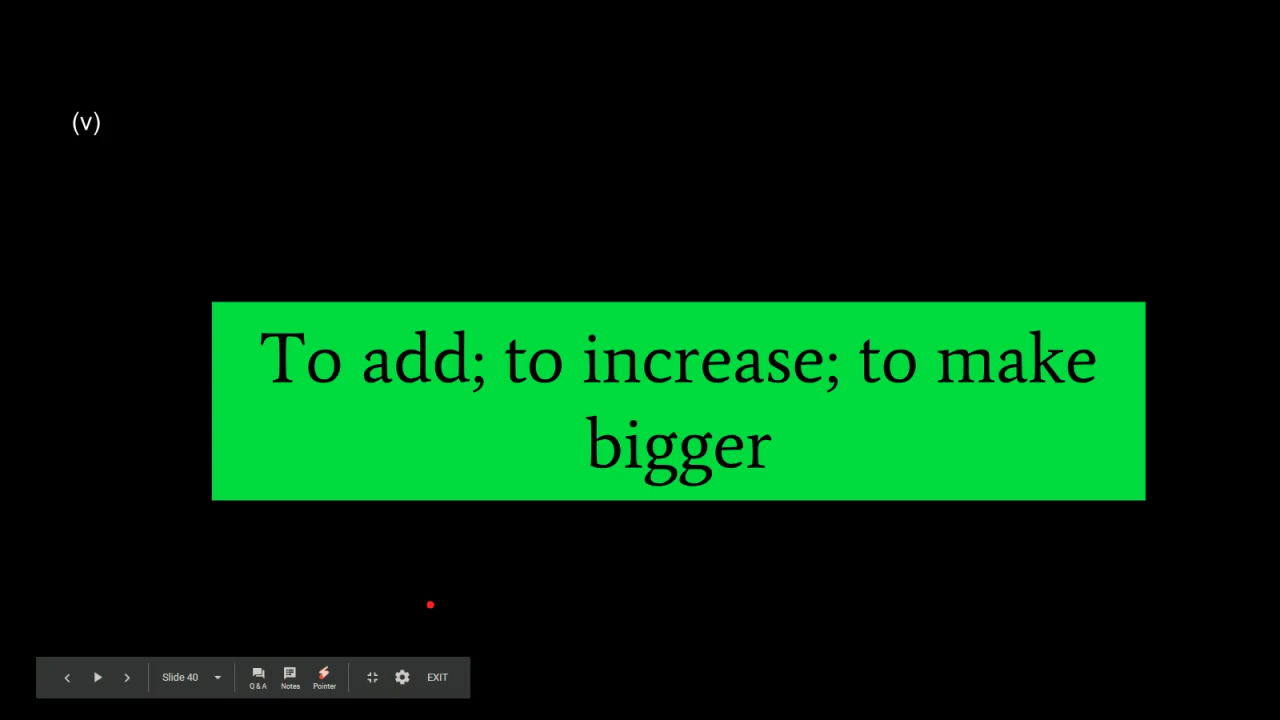 (v)
To add; to increase; to make
bigger
Slide 40
Q & A
Notes
Pointer
EXIT